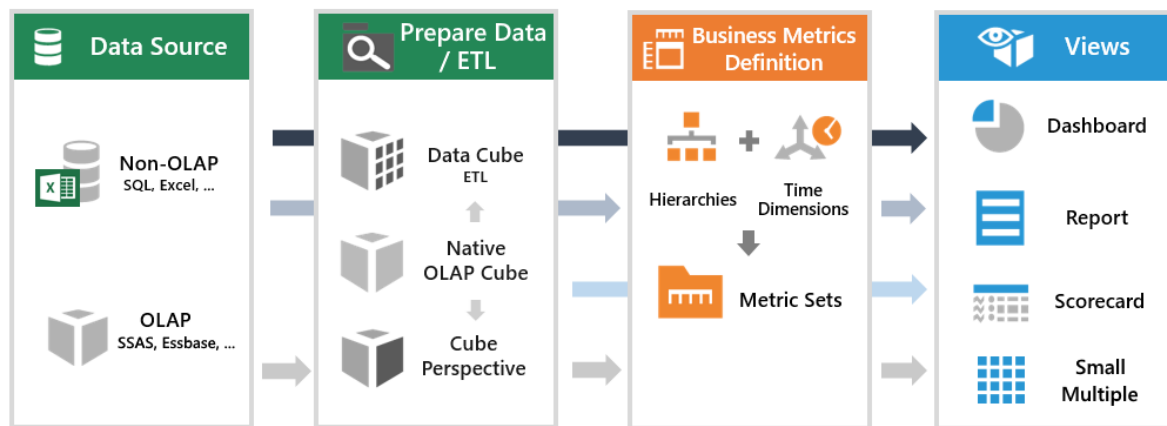 Data Source
Non-OLAP
SQL, Excel, ...
OLAP
SSAS, Essbase, ...
Prepare Data
/ ETL
Data Cube
ETL
Native
OLAP Cube
Cube
Perspective
Business Metrics
Definition
Hierarchies
Time
Dimensions
Metric Sets
Views
Dashboard
Report
Scorecard
Small
Multiple